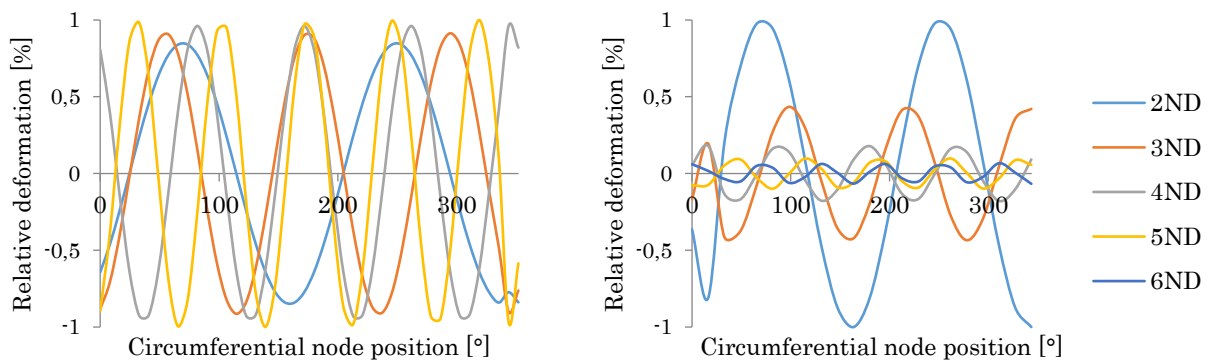 Relative deformation [%]
1
0,5
0
-0,5
-1
0 100 200 300
Circumferential node position [°]
Relative deformation [%]
1
0,5
0
-0,5
-1
0 100 200 300
Circumferential node position [°]
2ND
3ND
4ND
5ND
6ND